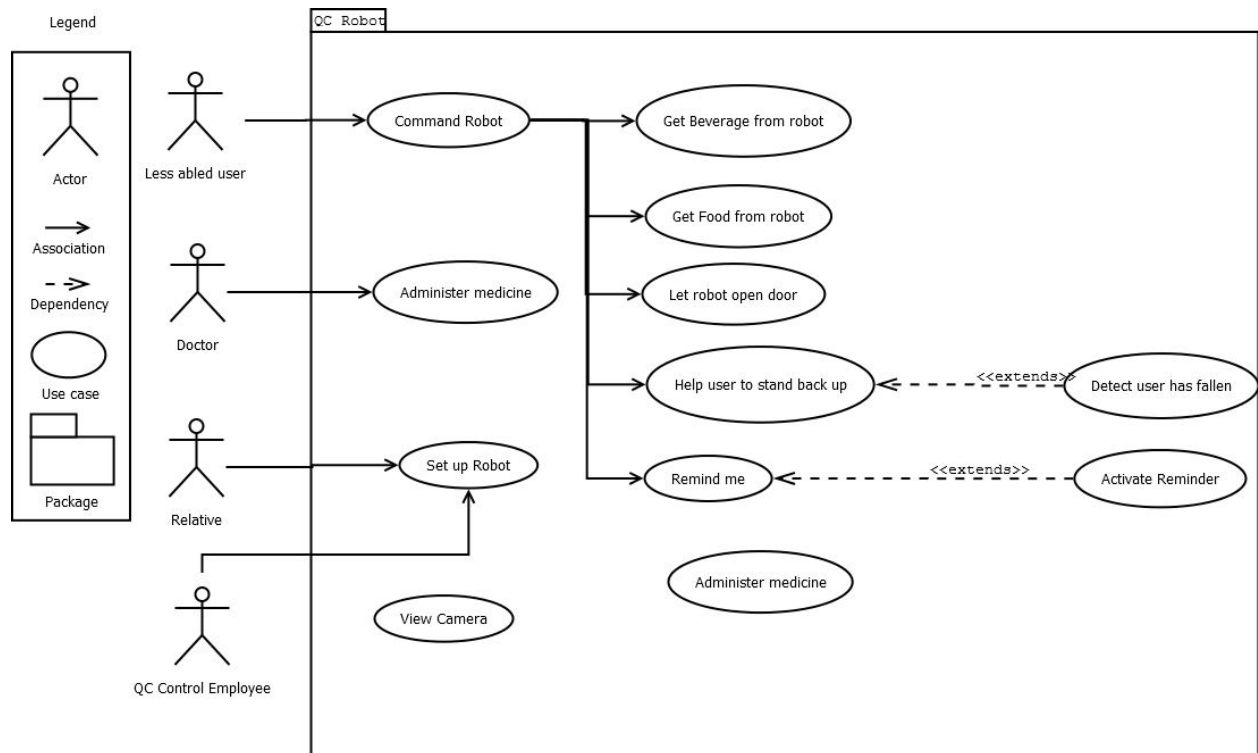 Legend
QC Robot
Actor
Association
Dependency
Use case
Package
Less abled user
Doctor
Relative
QC Control Employee
Command Robot
Administer medicine
Set up Robot
View Camera
Get Beverage from robot
Get Food from robot
Let robot open door
Help user to stand back up
<<extends>>
Detect user has fallen
Remind me
<<extends>>
Activate Reminder
Administer medicine